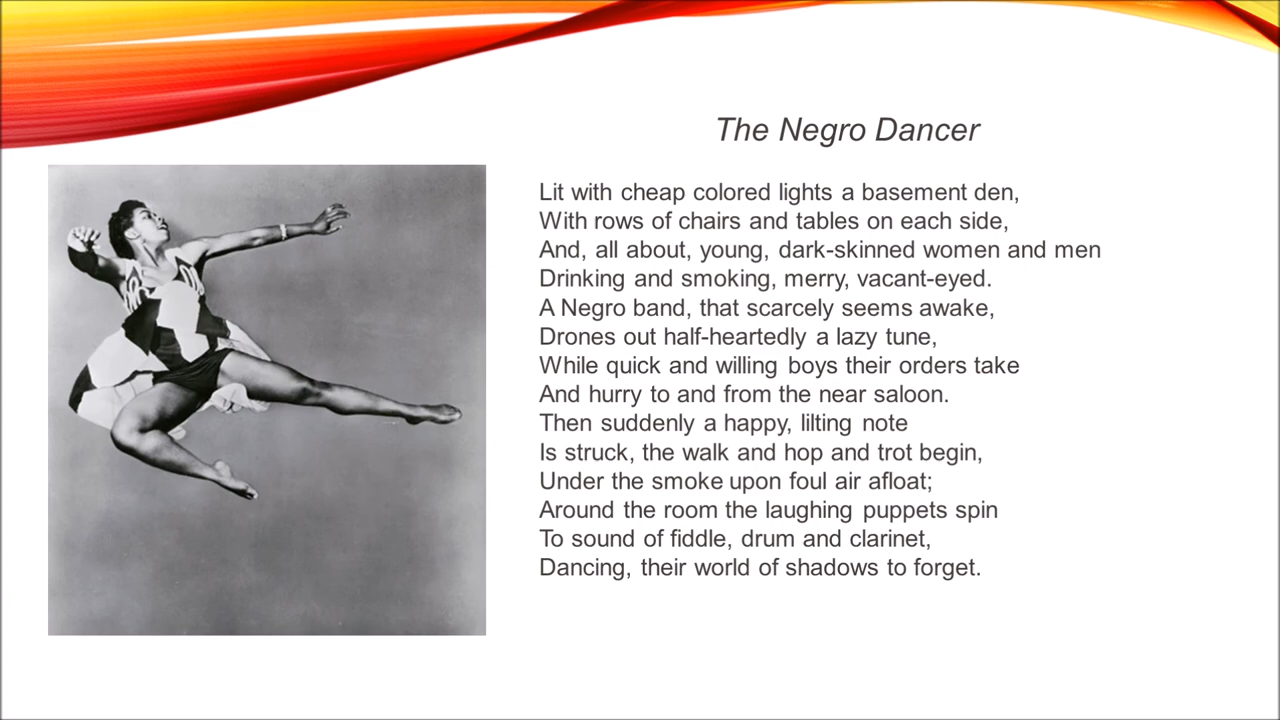 The Negro Dancer
Lit with cheap colored lights a basement den,
With rows of chairs and tables on each side,
And, all about, young, dark-skinned women and men
Drinking and smoking, merry, vacant-eyed.
A Negro band, that scarcely seems awake,
Drones out half-heartedly a lazy tune,
While quick and willing boys their orders take
And hurry to and from the near saloon.
Then suddenly a happy, lilting note
Is struck, the walk and hop and trot begin,
Under the smoke upon foul air afloat;
Around the room the laughing puppets spin
To sound of fiddle, drum and clarinet,
Dancing, their world of shadows to forget.